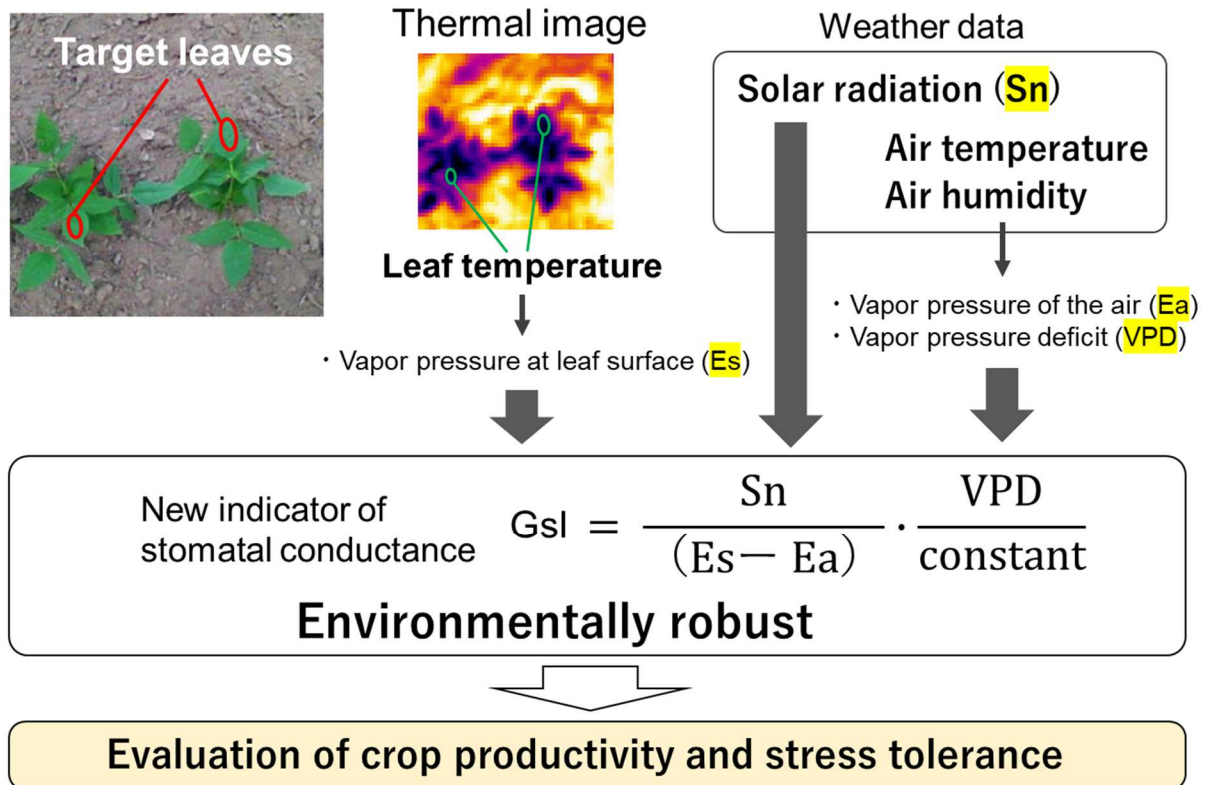 Target leaves
Thermal image
Leaf temperature
・Vapor pressure at leaf surface (Es)
Weather data
Solar radiation (Sn)
Air temperature
Air humidity
・Vapor pressure of the air (Ea)
・Vapor pressure deficit (VPD)
New indicator of
stomatal conductance
GsI = Sn / (Es− Ea) · VPD / constant
Environmentally robust
Evaluation of crop productivity and stress tolerance